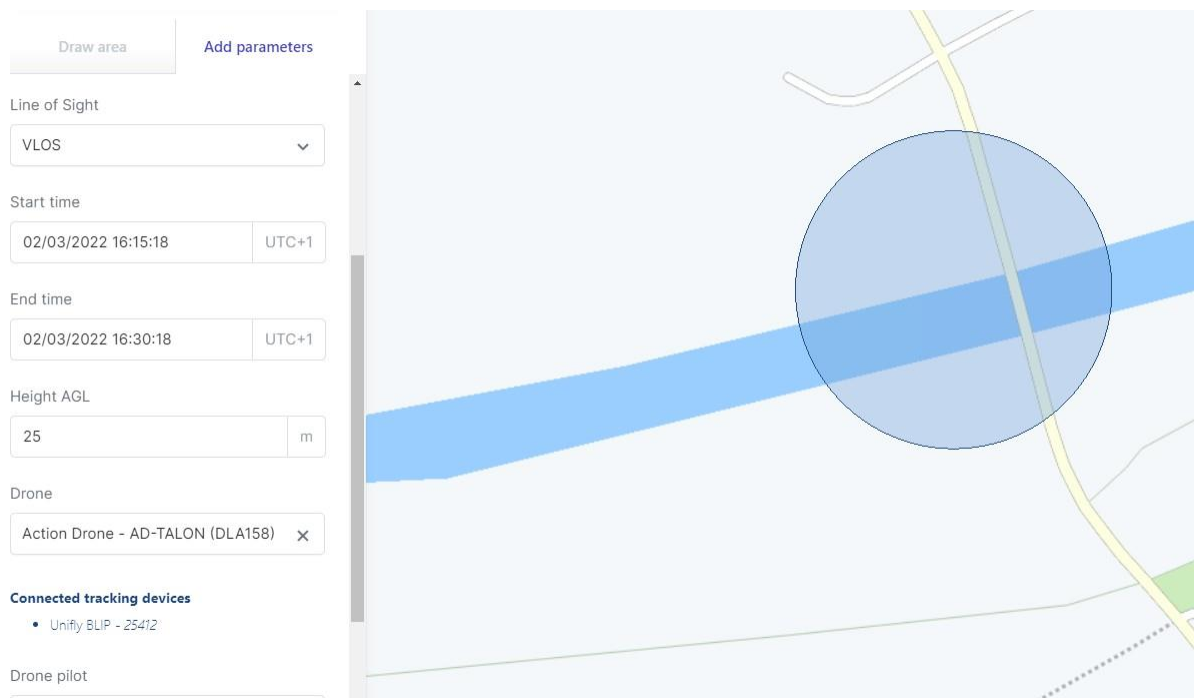 Draw area
Add parameters
Line of Sight
VLOS
Start time
02/03/2022 16:15:18 UTC+1
End time
02/03/2022 16:30:18 UTC+1
Height AGL
25 m
Drone
Action Drone - AD-TALON (DLA158)
Connected tracking devices
• Unifly BLIP - 25412
Drone pilot